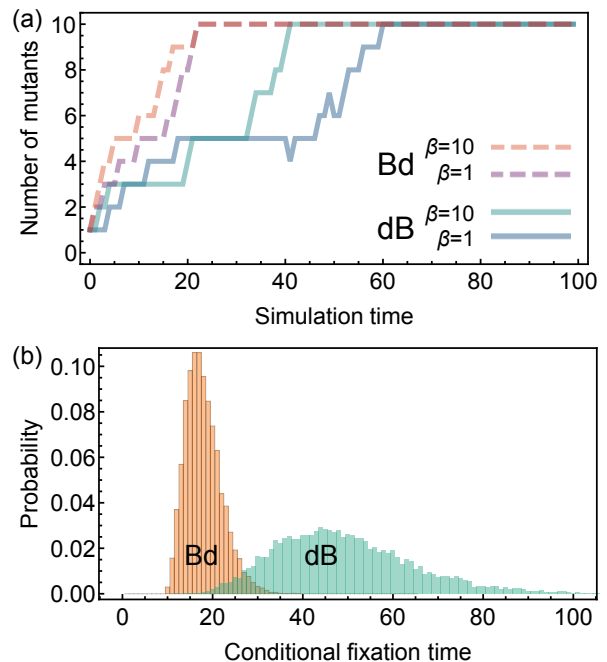 (a)
10
8
6
4
2
0
Number of mutants
Bd
β=10
β=1
dB
β=10
β=1
0 20 40 60 80 100
Simulation time
(b)
0.10
0.08
0.06
0.04
0.02
0.00
Probability
Bd
dB
0 20 40 60 80 100
Conditional fixation time